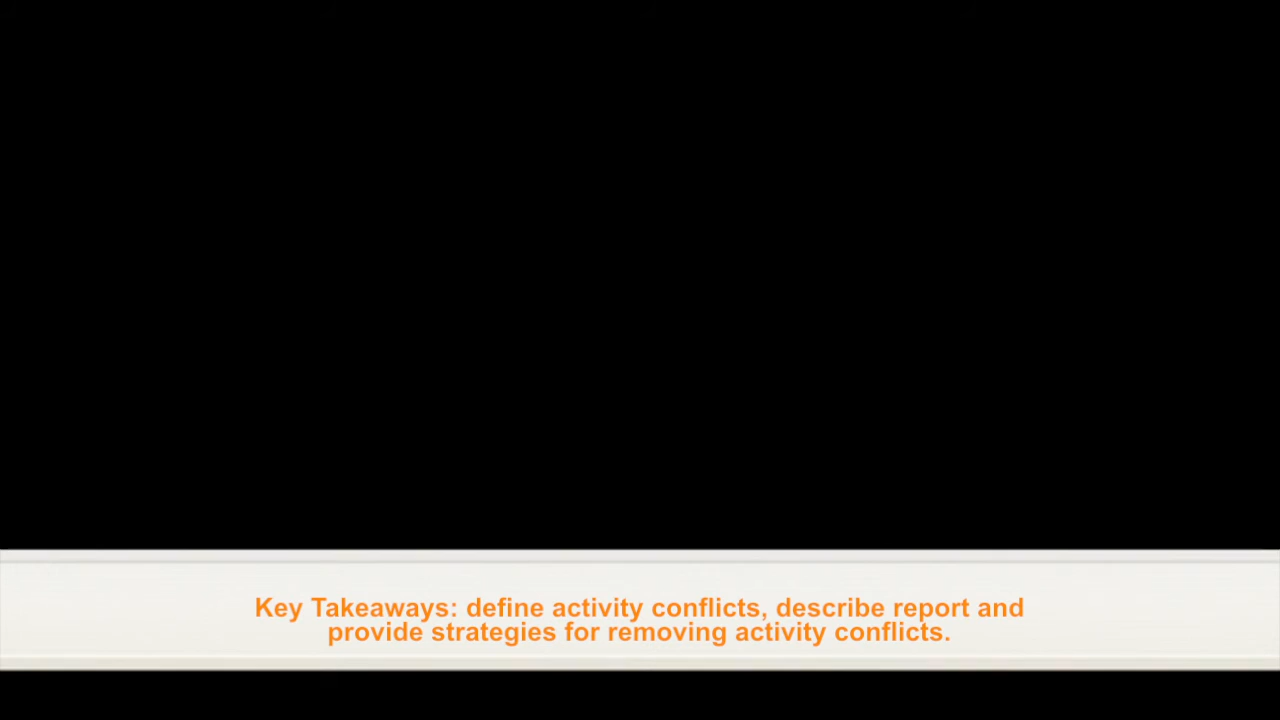 Key Takeaways: define activity conflicts, describe report and
provide strategies for removing activity conflicts.